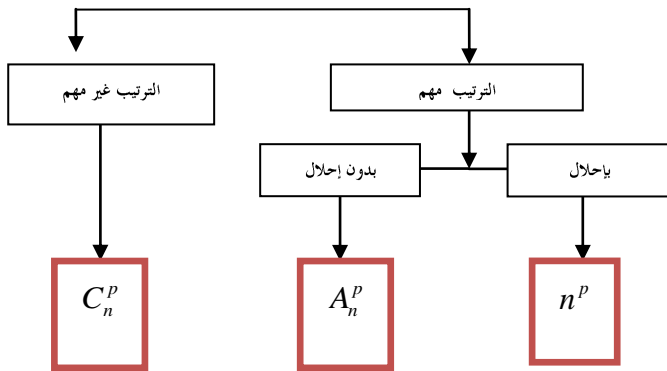 الترتيب مهم
الترتيب غير مهم
بإحلال
بدون إحلال
n^p
A_n^p
C_n^p